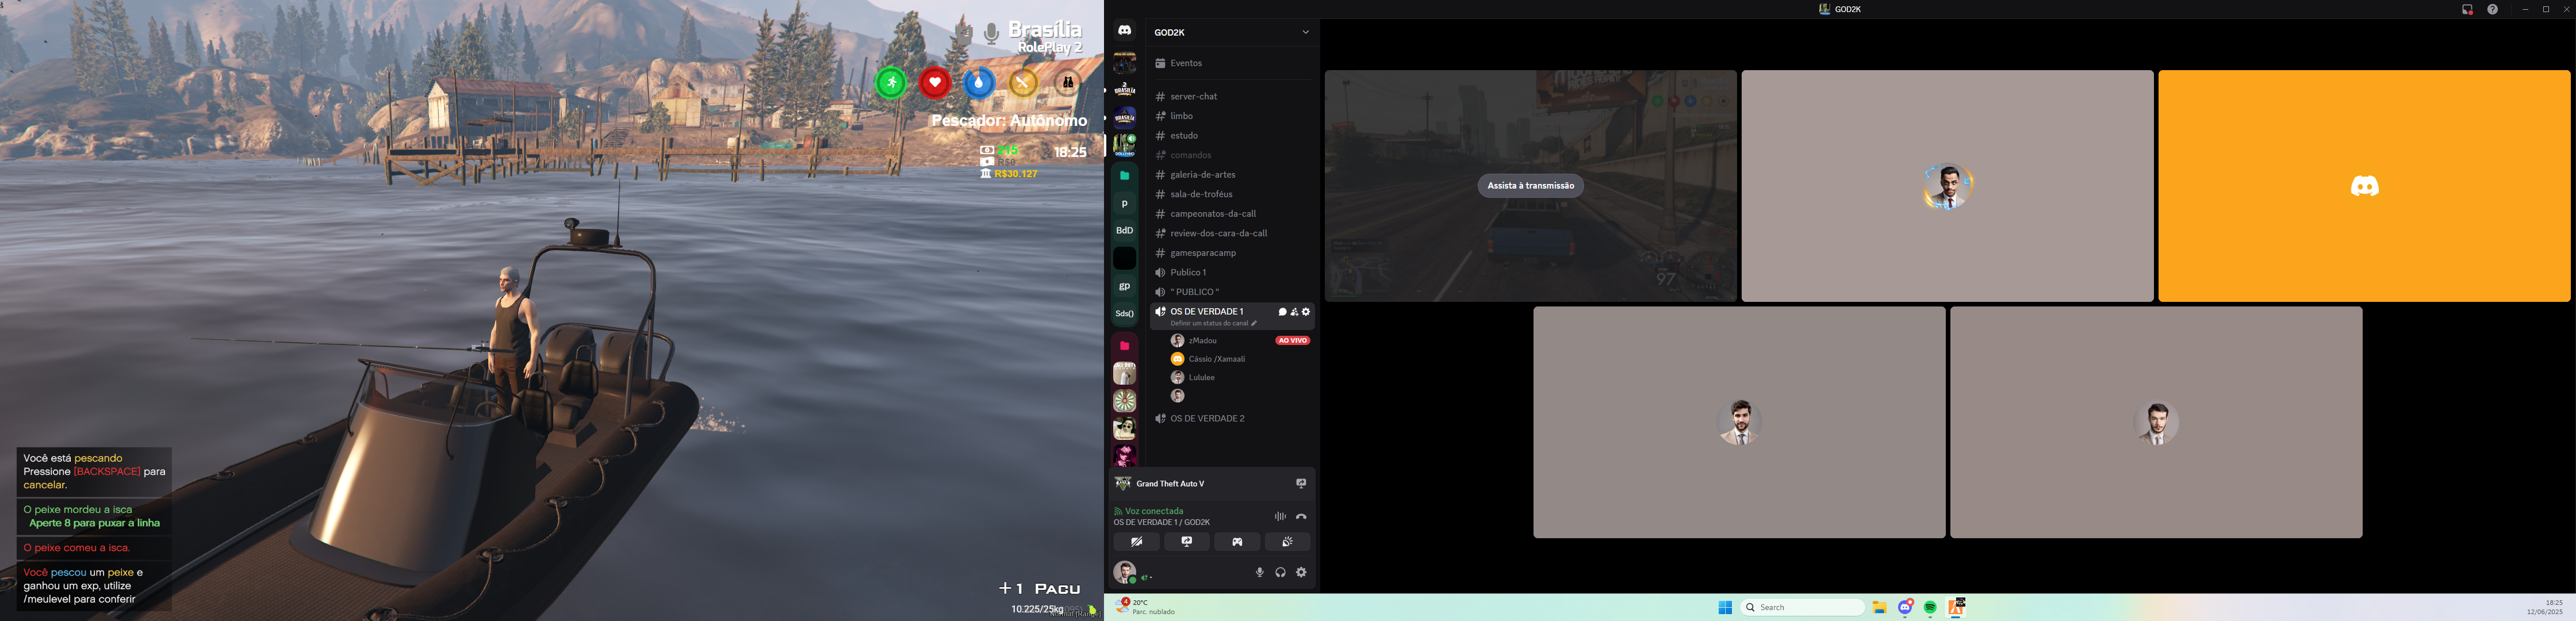 Brasília
RolePlay 2
Pescador: Autônomo
215
18:25
R$0
R$30.127
Você está pescando
Pressione [BACKSPACE] para
cancelar.
O peixe mordeu a isca
Aperte 8 para puxar a linha
O peixe comeu a isca.
Você pescou um peixe e
ganhou um exp, utilize
/meulevel para conferir
+1 PACU
10.225/25kg
GOD2K
GOD2K
Eventos
server-chat
limbo
estudo
comandos
galeria-de-artes
sala-de-troféus
campeonatos-da-call
review-dos-cara-da-call
gamesparacamp
Publico 1
" PUBLICO "
OS DE VERDADE 1
Definir um status do canal
zMadou
AO VIVO
Cássio /Xamaali
Lululee
OS DE VERDADE 2
p
BdD
gp
Sds()
Grand Theft Auto V
Voz conectada
OS DE VERDADE 1 / GOD2K
Assista à transmissão
97
4
20°C
Parc. nublado
Search
18:25
12/06/2025